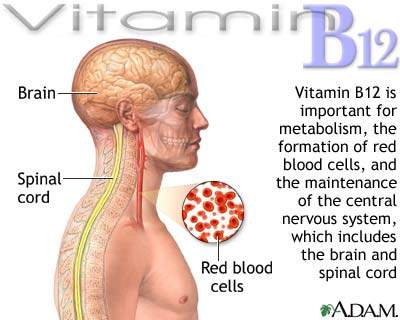 Vitamin B12
Brain
Spinal
cord
Red blood
cells
Vitamin B12 is
important for
metabolism, the
formation of red
blood cells, and
the maintenance
of the central
nervous system,
which includes
the brain and
spinal cord
A.D.A.M.